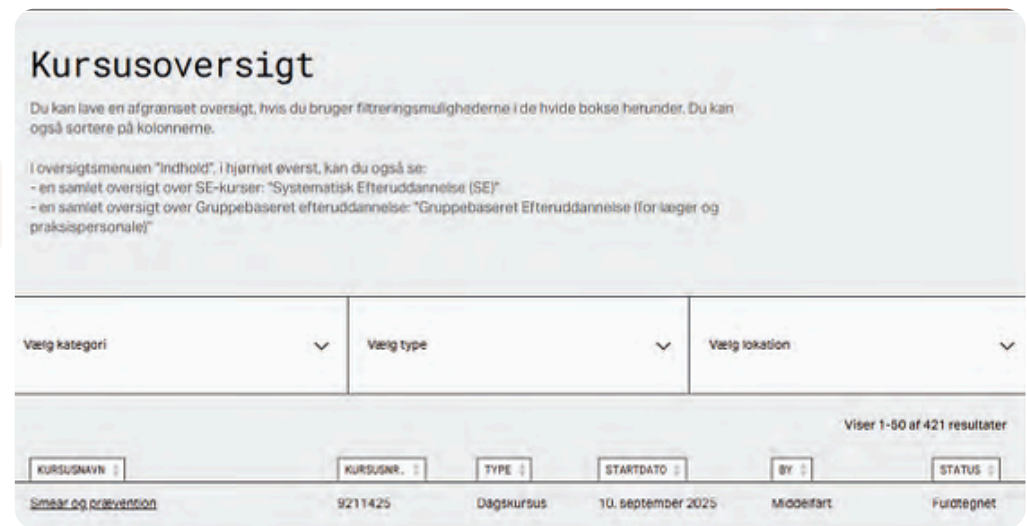 Kursusoversigt
Du kan lave en afgrænset oversigt, hvis du bruger filtreringsmulighederne i de hvide bokse herunder. Du kan
også sortere på kolonnerne.
I oversigtsmenuen "Indhold", i hjørnet øverst, kan du også se:
- en samlet oversigt over SE-kurser: "Systematisk Efteruddannelse (SE)"
- en samlet oversigt over Gruppebaseret efteruddannelse: "Gruppebaseret Efteruddannelse (for læger og
praksispersonale)"
Vælg kategori Vælg type Vælg lokation
Viser 1-50 af 421 resultater
KURSUSNAVN KURSUSNR. TYPE STARTDATO BY STATUS
Smear og prævention 9211425 Dagskursus 10. september 2025 Middelfart Fuldtegnet